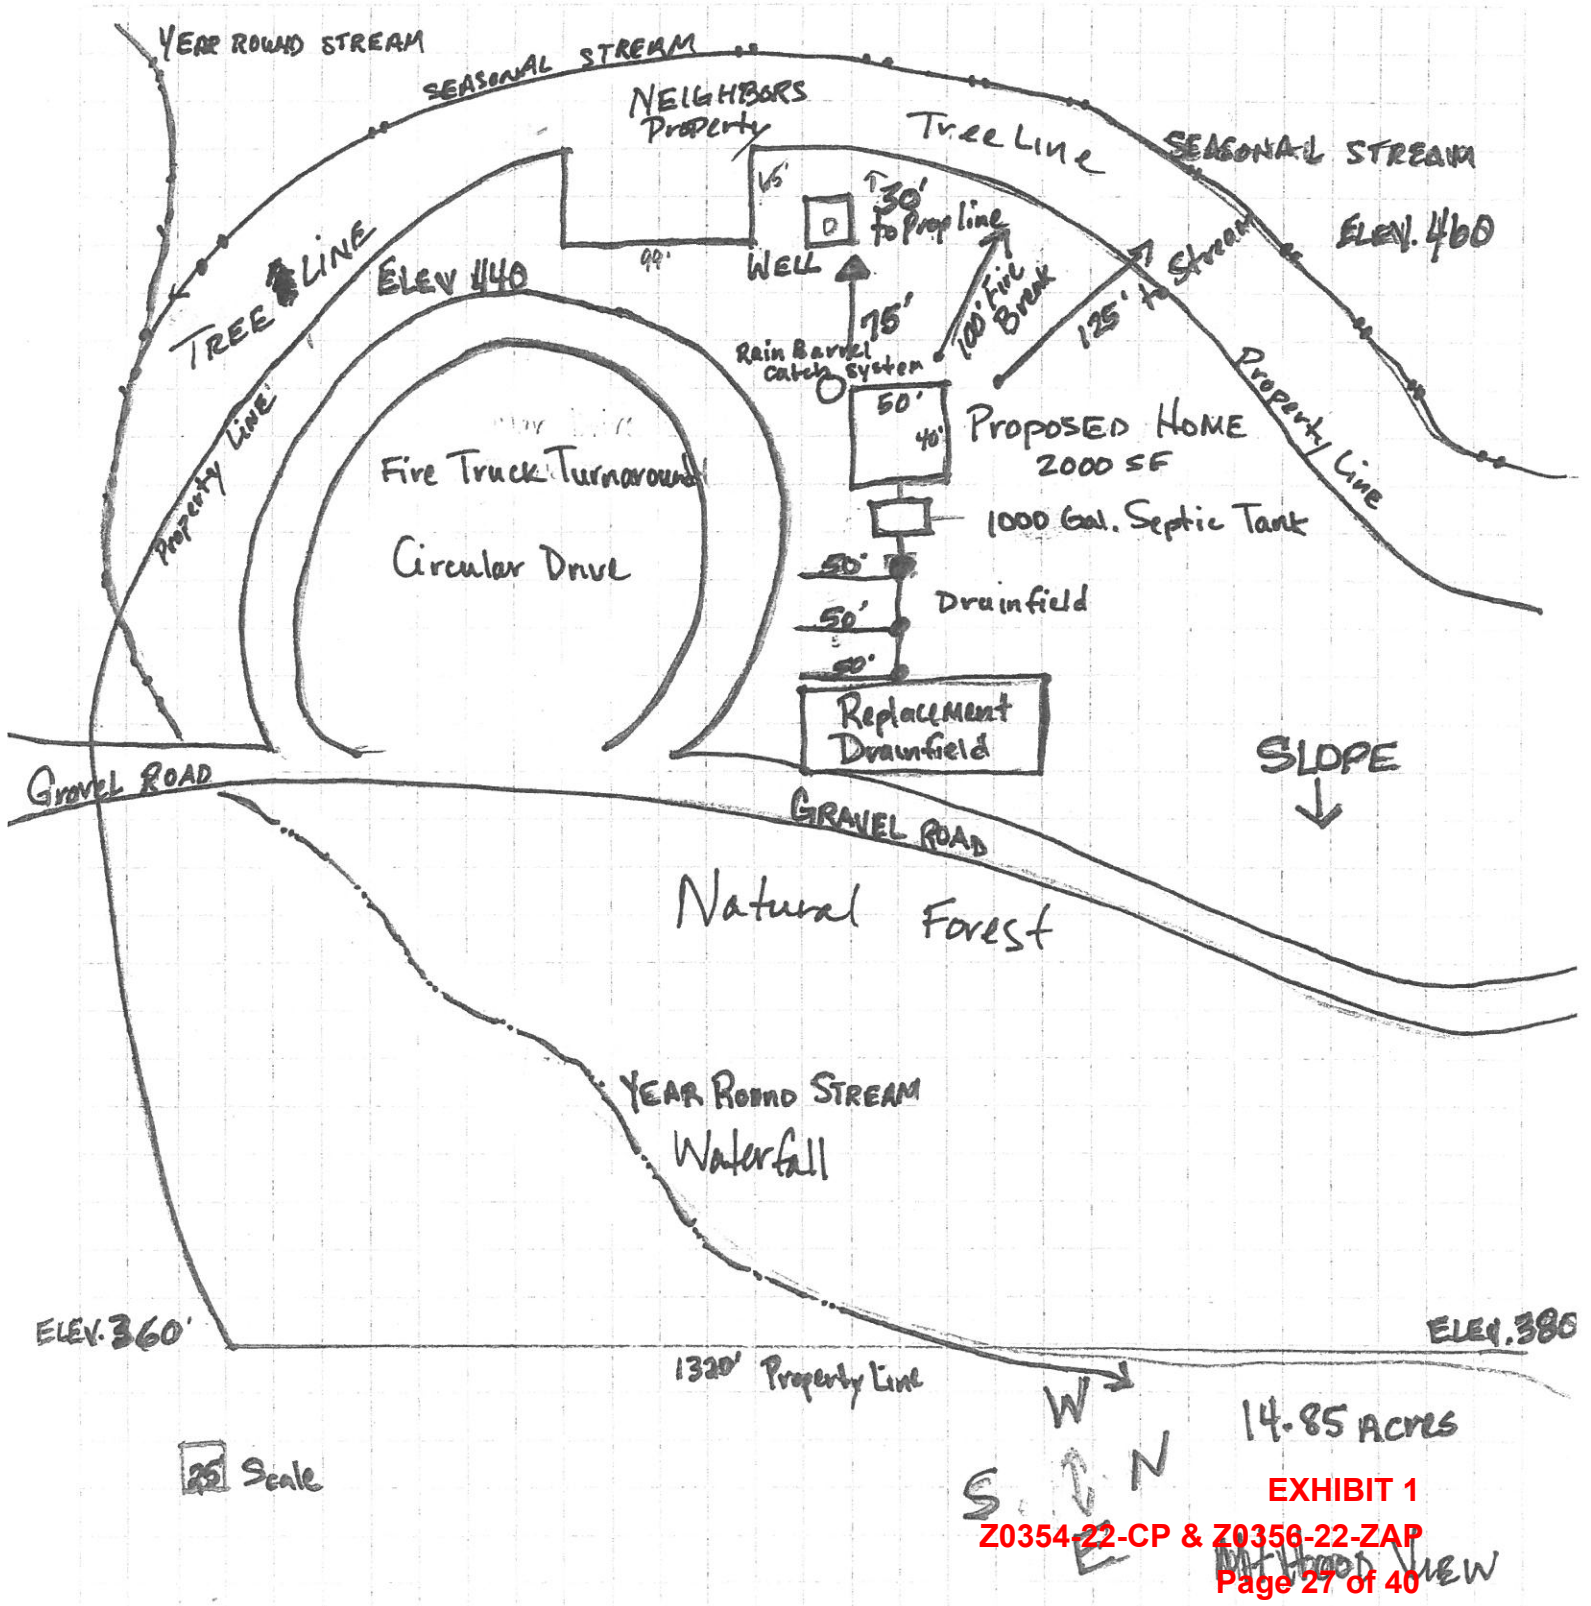 YEAR ROUND STREAM
SEASONAL STREAM
NEIGHBORS
Property
Tree Line
SEASONAL STREAM
ELEV. 460
65'
30'
to Prop line
99'
WELL
TREE LINE
ELEV 440
75'
100' Fire
Break
125' to Stream
Rain Barrel
Catch System
50'
40'
PROPOSED HOME
2000 SF
Property Line
Property Line
Fire Truck Turnaround
Circular Drive
1000 Gal. Septic Tank
50'
Drainfield
50'
50'
Replacement
Drainfield
SLOPE
Gravel ROAD
GRAVEL ROAD
Natural Forest
YEAR ROUND STREAM
Waterfall
ELEV. 360'
ELEV. 380
1320' Property Line
W
14.85 Acres
25' Scale
S
N
E
EXHIBIT 1
Z0354-22-CP & Z0356-22-ZAP
Mt Hood VIEW
Page 27 of 40